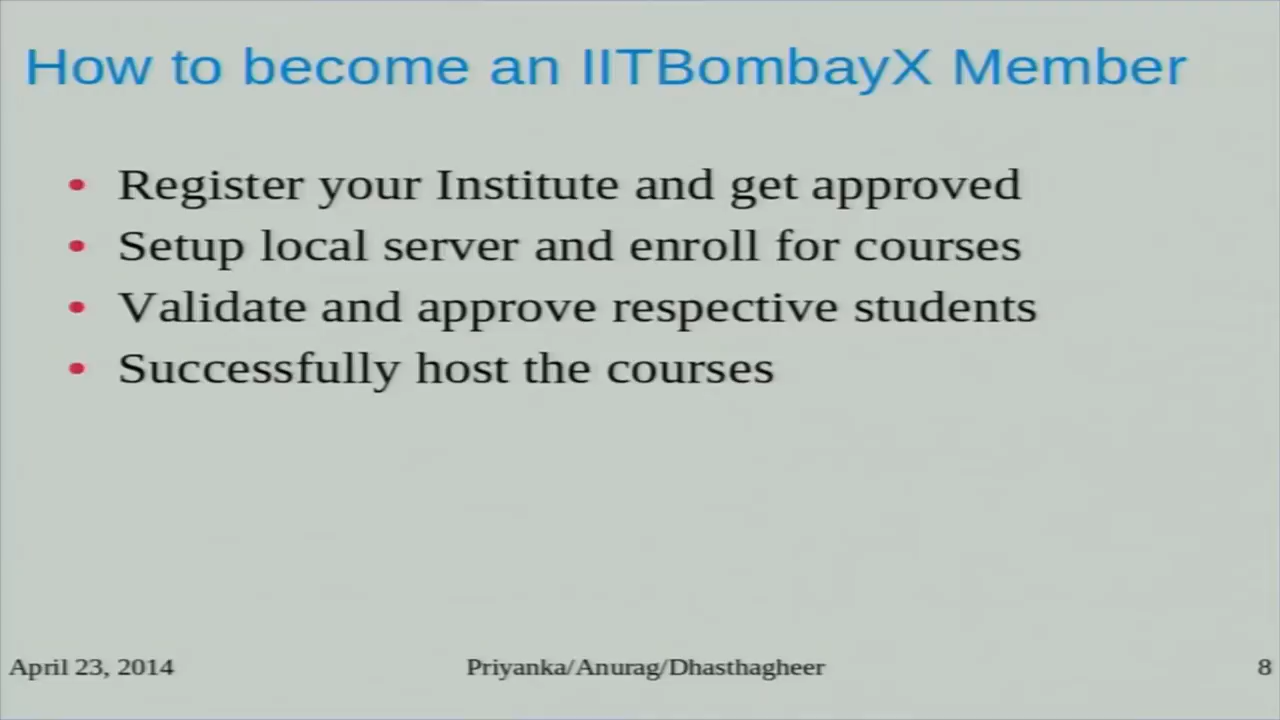 How to become an IITBombayX Member
• Register your Institute and get approved
• Setup local server and enroll for courses
• Validate and approve respective students
• Successfully host the courses
April 23, 2014 Priyanka/Anurag/Dhasthagheer 8